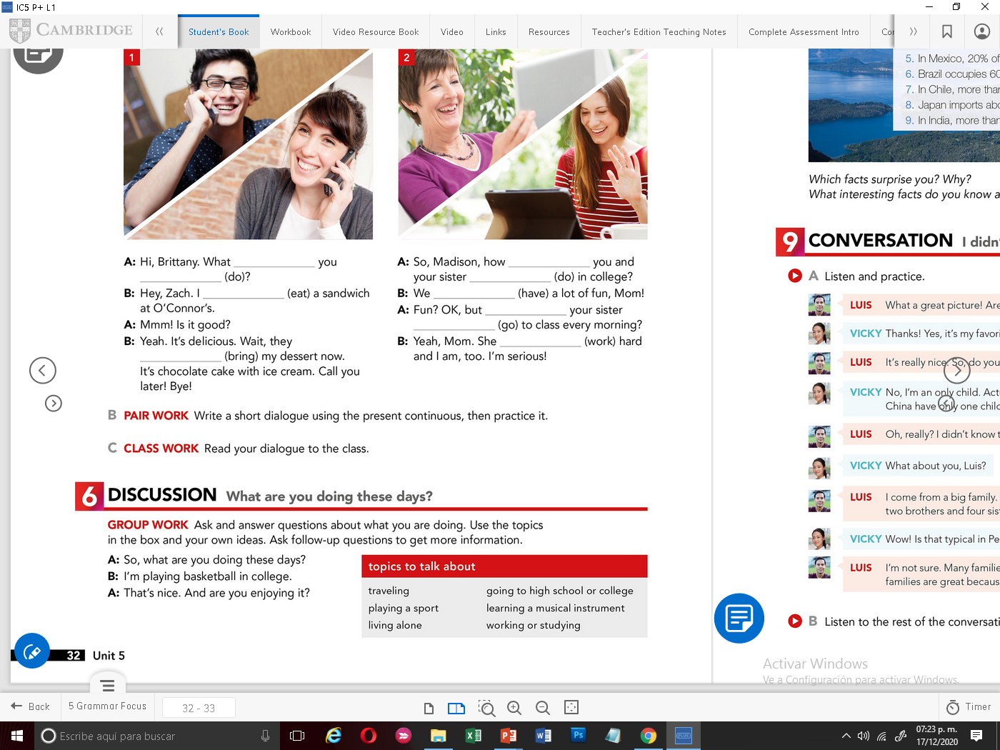 IC5 P+ L1
CAMBRIDGE
Student's Book
Workbook
Video Resource Book
Video
Links
Resources
Teacher's Edition Teaching Notes
Complete Assessment Intro
1
2
A: Hi, Brittany. What ______________ you
______________ (do)?
B: Hey, Zach. I ______________ (eat) a sandwich
at O'Connor's.
A: Mmm! Is it good?
B: Yeah. It's delicious. Wait, they
______________ (bring) my dessert now.
It's chocolate cake with ice cream. Call you
later! Bye!
A: So, Madison, how ______________ you and
your sister ______________ (do) in college?
B: We ______________ (have) a lot of fun, Mom!
A: Fun? OK, but ______________ your sister
______________ (go) to class every morning?
B: Yeah, Mom. She ______________ (work) hard
and I am, too. I'm serious!
B PAIR WORK Write a short dialogue using the present continuous, then practice it.
C CLASS WORK Read your dialogue to the class.
6 DISCUSSION What are you doing these days?
GROUP WORK Ask and answer questions about what you are doing. Use the topics
in the box and your own ideas. Ask follow-up questions to get more information.
A: So, what are you doing these days?
B: I'm playing basketball in college.
A: That's nice. And are you enjoying it?
topics to talk about
traveling
playing a sport
living alone
going to high school or college
learning a musical instrument
working or studying
32 Unit 5
5. In Mexico, 20% of
6. Brazil occupies 60
7. In Chile, more than
8. Japan imports abo
9. In India, more than
Which facts surprise you? Why?
What interesting facts do you know a
9 CONVERSATION I didn'
A Listen and practice.
LUIS What a great picture! Are
VICKY Thanks! Yes, it's my favori
LUIS It's really nice. So, do you
VICKY No, I'm an only child. Act
China have only one child
LUIS Oh, really? I didn't know t
VICKY What about you, Luis?
LUIS I come from a big family.
two brothers and four sis
VICKY Wow! Is that typical in Pe
LUIS I'm not sure. Many familie
families are great becaus
B Listen to the rest of the conversati
Activar Windows
Ve a Configuración para activar Windows.
Back
5 Grammar Focus
32 - 33
Timer
Escribe aquí para buscar
07:23 p. m.
17/12/2020